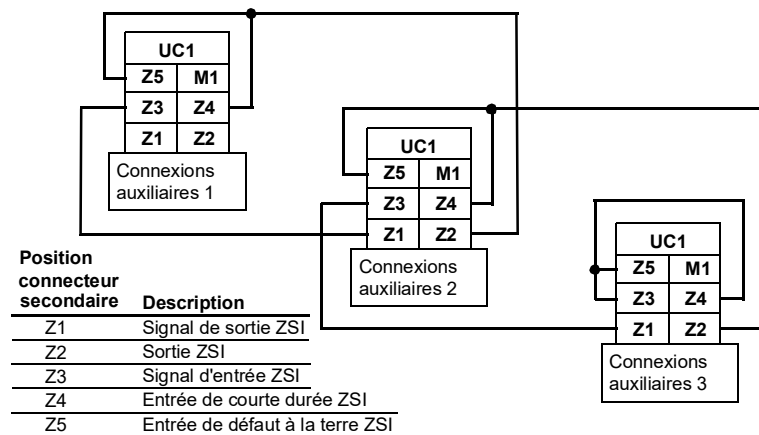 UC1
Z5 M1
Z3 Z4
Z1 Z2
Connexions
auxiliaires 1
UC1
Z5 M1
Z3 Z4
Z1 Z2
Connexions
auxiliaires 2
UC1
Z5 M1
Z3 Z4
Z1 Z2
Connexions
auxiliaires 3
Position
connecteur
secondaire Description
Z1 Signal de sortie ZSI
Z2 Sortie ZSI
Z3 Signal d'entrée ZSI
Z4 Entrée de courte durée ZSI
Z5 Entrée de défaut à la terre ZSI